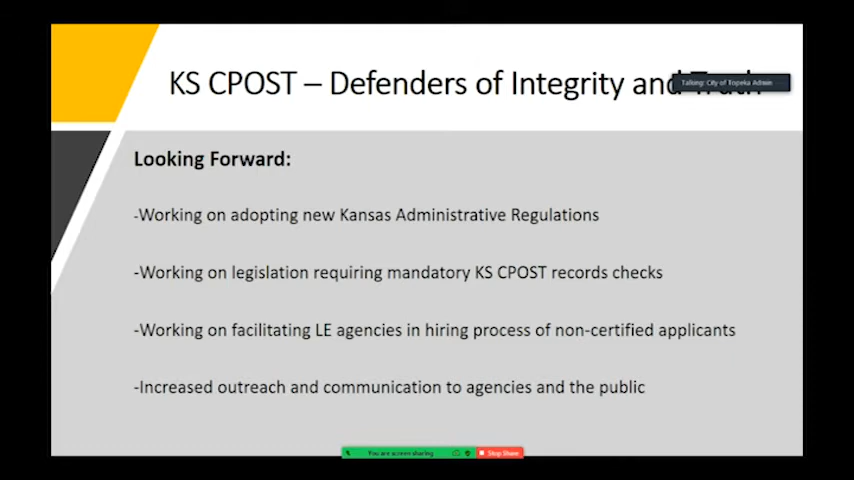 KS CPOST – Defenders of Integrity and Truth
Talking: City of Topeka Admin
Looking Forward:
-Working on adopting new Kansas Administrative Regulations
-Working on legislation requiring mandatory KS CPOST records checks
-Working on facilitating LE agencies in hiring process of non-certified applicants
-Increased outreach and communication to agencies and the public
You are screen sharing
Stop Share